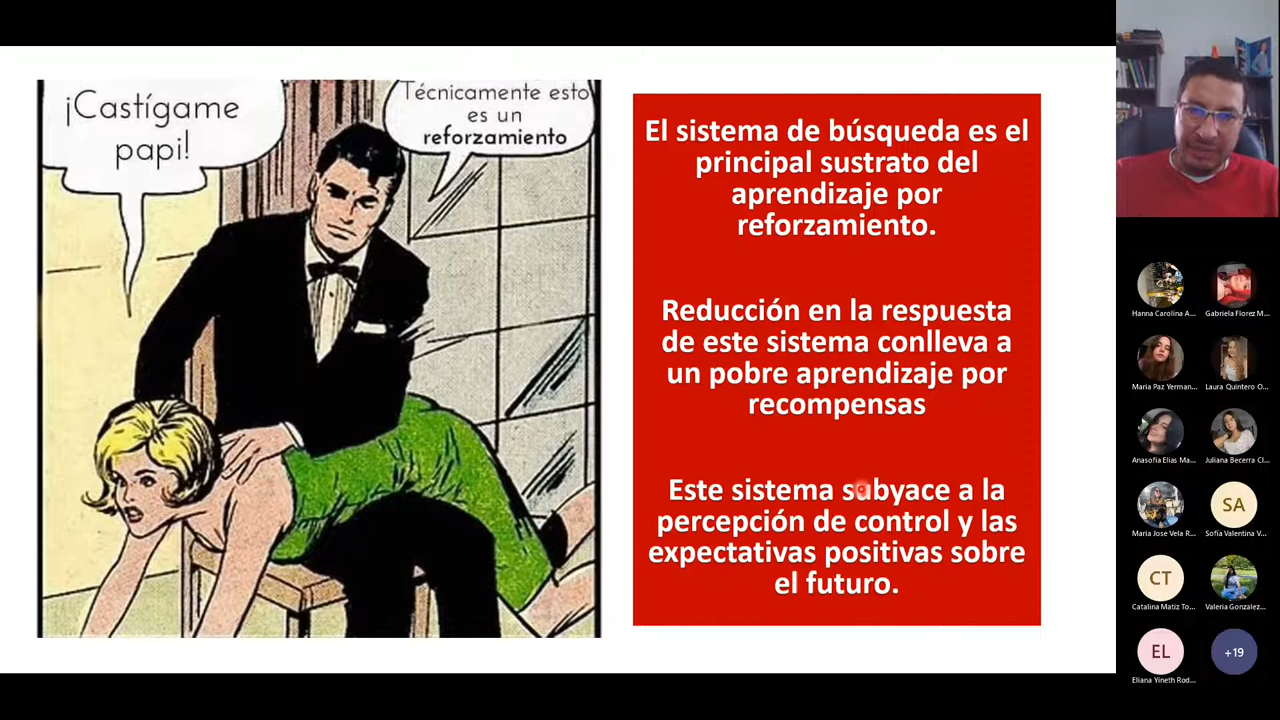 ¡Castígame
papi!
Técnicamente esto
es un
reforzamiento
El sistema de búsqueda es el
principal sustrato del
aprendizaje por
reforzamiento.
Reducción en la respuesta
de este sistema conlleva a
un pobre aprendizaje por
recompensas
Este sistema subyace a la
percepción de control y las
expectativas positivas sobre
el futuro.
Hanna Carolina A...
Gabriela Florez M...
Maria Paz Yerman...
Laura Quintero O...
Anasofia Elias Ma...
Juliana Becerra Cl...
Maria Jose Vela R...
SA
Sofía Valentina V...
CT
Catalina Matiz To...
Valeria Gonzalez...
EL
Eliana Yineth Rod...
+19